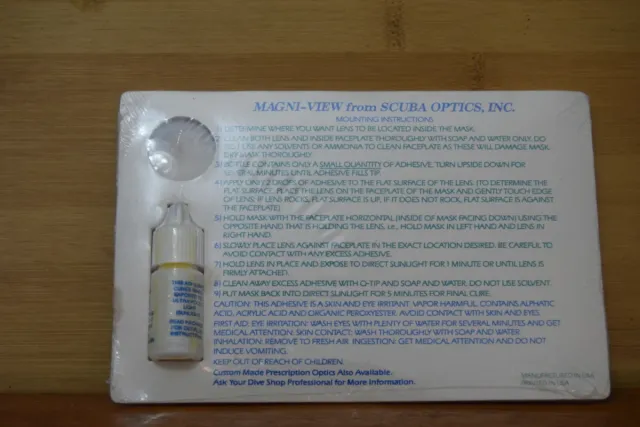 MAGNI-VIEW from SCUBA OPTICS, INC.
MOUNTING INSTRUCTIONS
1) DETERMINE WHERE YOU WANT LENS TO BE LOCATED INSIDE THE MASK.
2) CLEAN BOTH LENS AND INSIDE FACEPLATE THOROUGHLY WITH SOAP AND WATER ONLY. DO
NOT USE ANY SOLVENTS OR AMMONIA TO CLEAN FACEPLATE AS THESE WILL DAMAGE MASK.
DRY MASK THOROUGHLY.
3) BOTTLE CONTAINS ONLY A SMALL QUANTITY OF ADHESIVE, TURN UPSIDE DOWN FOR
SEVERAL MINUTES UNTIL ADHESIVE FILLS TIP.
4) APPLY ONLY 2 DROPS OF ADHESIVE TO THE FLAT SURFACE OF THE LENS. (TO DETERMINE THE
FLAT SURFACE, PLACE THE LENS ON THE FACEPLATE OF THE MASK AND GENTLY TOUCH EDGE
OF LENS; IF LENS ROCKS, FLAT SURFACE IS UP, IF IT DOES NOT ROCK, FLAT SURFACE IS AGAINST
THE FACEPLATE)
5) HOLD MASK WITH THE FACEPLATE HORIZONTAL (INSIDE OF MASK FACING DOWN) USING THE
OPPOSITE HAND THAT IS HOLDING THE LENS, i.e., HOLD MASK IN LEFT HAND AND LENS IN
RIGHT HAND.
6) SLOWLY PLACE LENS AGAINST FACEPLATE IN THE EXACT LOCATION DESIRED. BE CAREFUL TO
AVOID CONTACT WITH ANY EXCESS ADHESIVE.
7) HOLD LENS IN PLACE AND EXPOSE TO DIRECT SUNLIGHT FOR 1 MINUTE OR UNTIL LENS IS
FIRMLY ATTACHED.
8) CLEAN AWAY EXCESS ADHESIVE WITH Q-TIP AND SOAP AND WATER. DO NOT USE SOLVENT.
9) PUT MASK BACK INTO DIRECT SUNLIGHT FOR 5 MINUTES FOR FINAL CURE.
CAUTION: THIS ADHESIVE IS A SKIN AND EYE IRRITANT. VAPOR HARMFUL. CONTAINS ALIPHATIC
ACID, ACRYLIC ACID AND ORGANIC PEROXYESTER. AVOID CONTACT WITH SKIN AND EYES.
FIRST AID: EYE IRRITATION: WASH EYES WITH PLENTY OF WATER FOR SEVERAL MINUTES AND GET
MEDICAL ATTENTION. SKIN CONTACT: WASH THOROUGHLY WITH SOAP AND WATER
INHALATION: REMOVE TO FRESH AIR. INGESTION: GET MEDICAL ATTENTION AND DO NOT
INDUCE VOMITING.
KEEP OUT OF REACH OF CHILDREN.
Custom Made Prescription Optics Also Available.
Ask Your Dive Shop Professional for More Information.
PRINTED IN USA